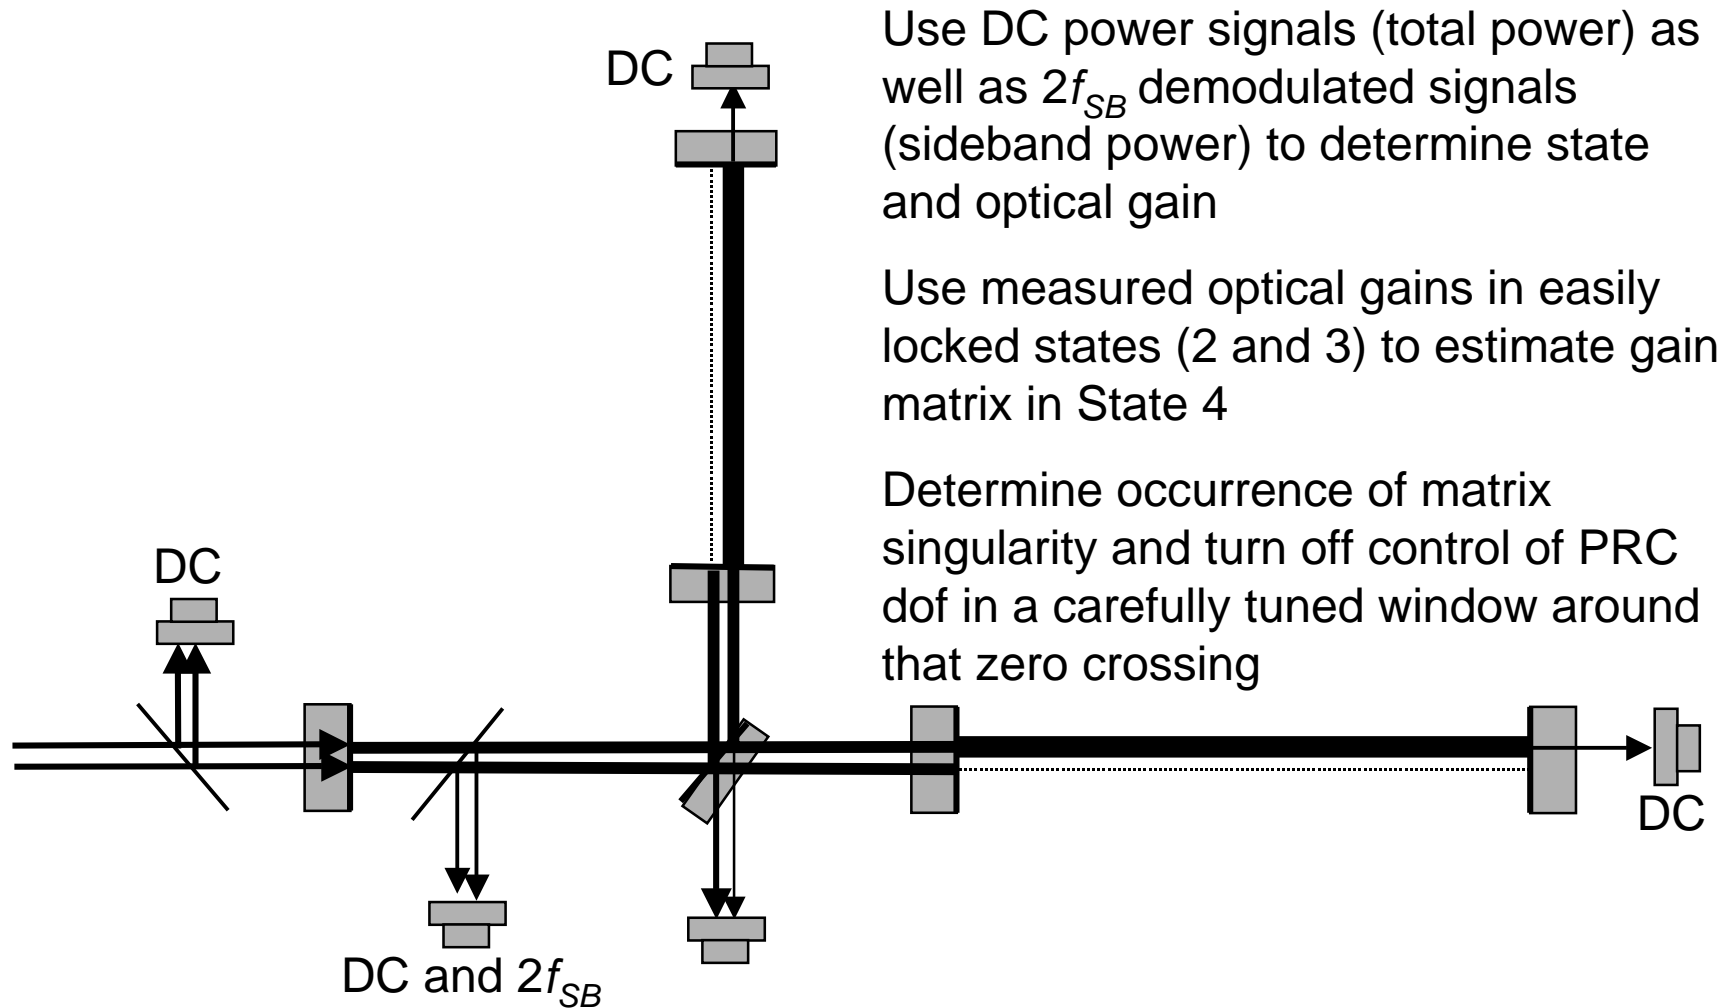 Use DC power signals (total power) as
well as 2f_SB demodulated signals
(sideband power) to determine state
and optical gain
Use measured optical gains in easily
locked states (2 and 3) to estimate gain
matrix in State 4
Determine occurrence of matrix
singularity and turn off control of PRC
dof in a carefully tuned window around
that zero crossing
DC
DC
DC
DC and 2f_SB